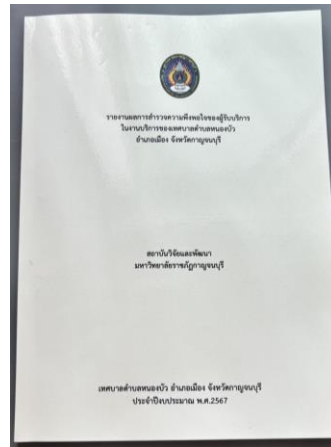 รายงานผลการสำรวจความพึงพอใจของผู้รับบริการ
ในงานบริการของเทศบาลตำบลหนองบัว
อำเภอเมือง จังหวัดกาญจนบุรี
สถาบันวิจัยและพัฒนา
มหาวิทยาลัยราชภัฏกาญจนบุรี
เทศบาลตำบลหนองบัว อำเภอเมือง จังหวัดกาญจนบุรี
ประจำปีงบประมาณ พ.ศ.2567